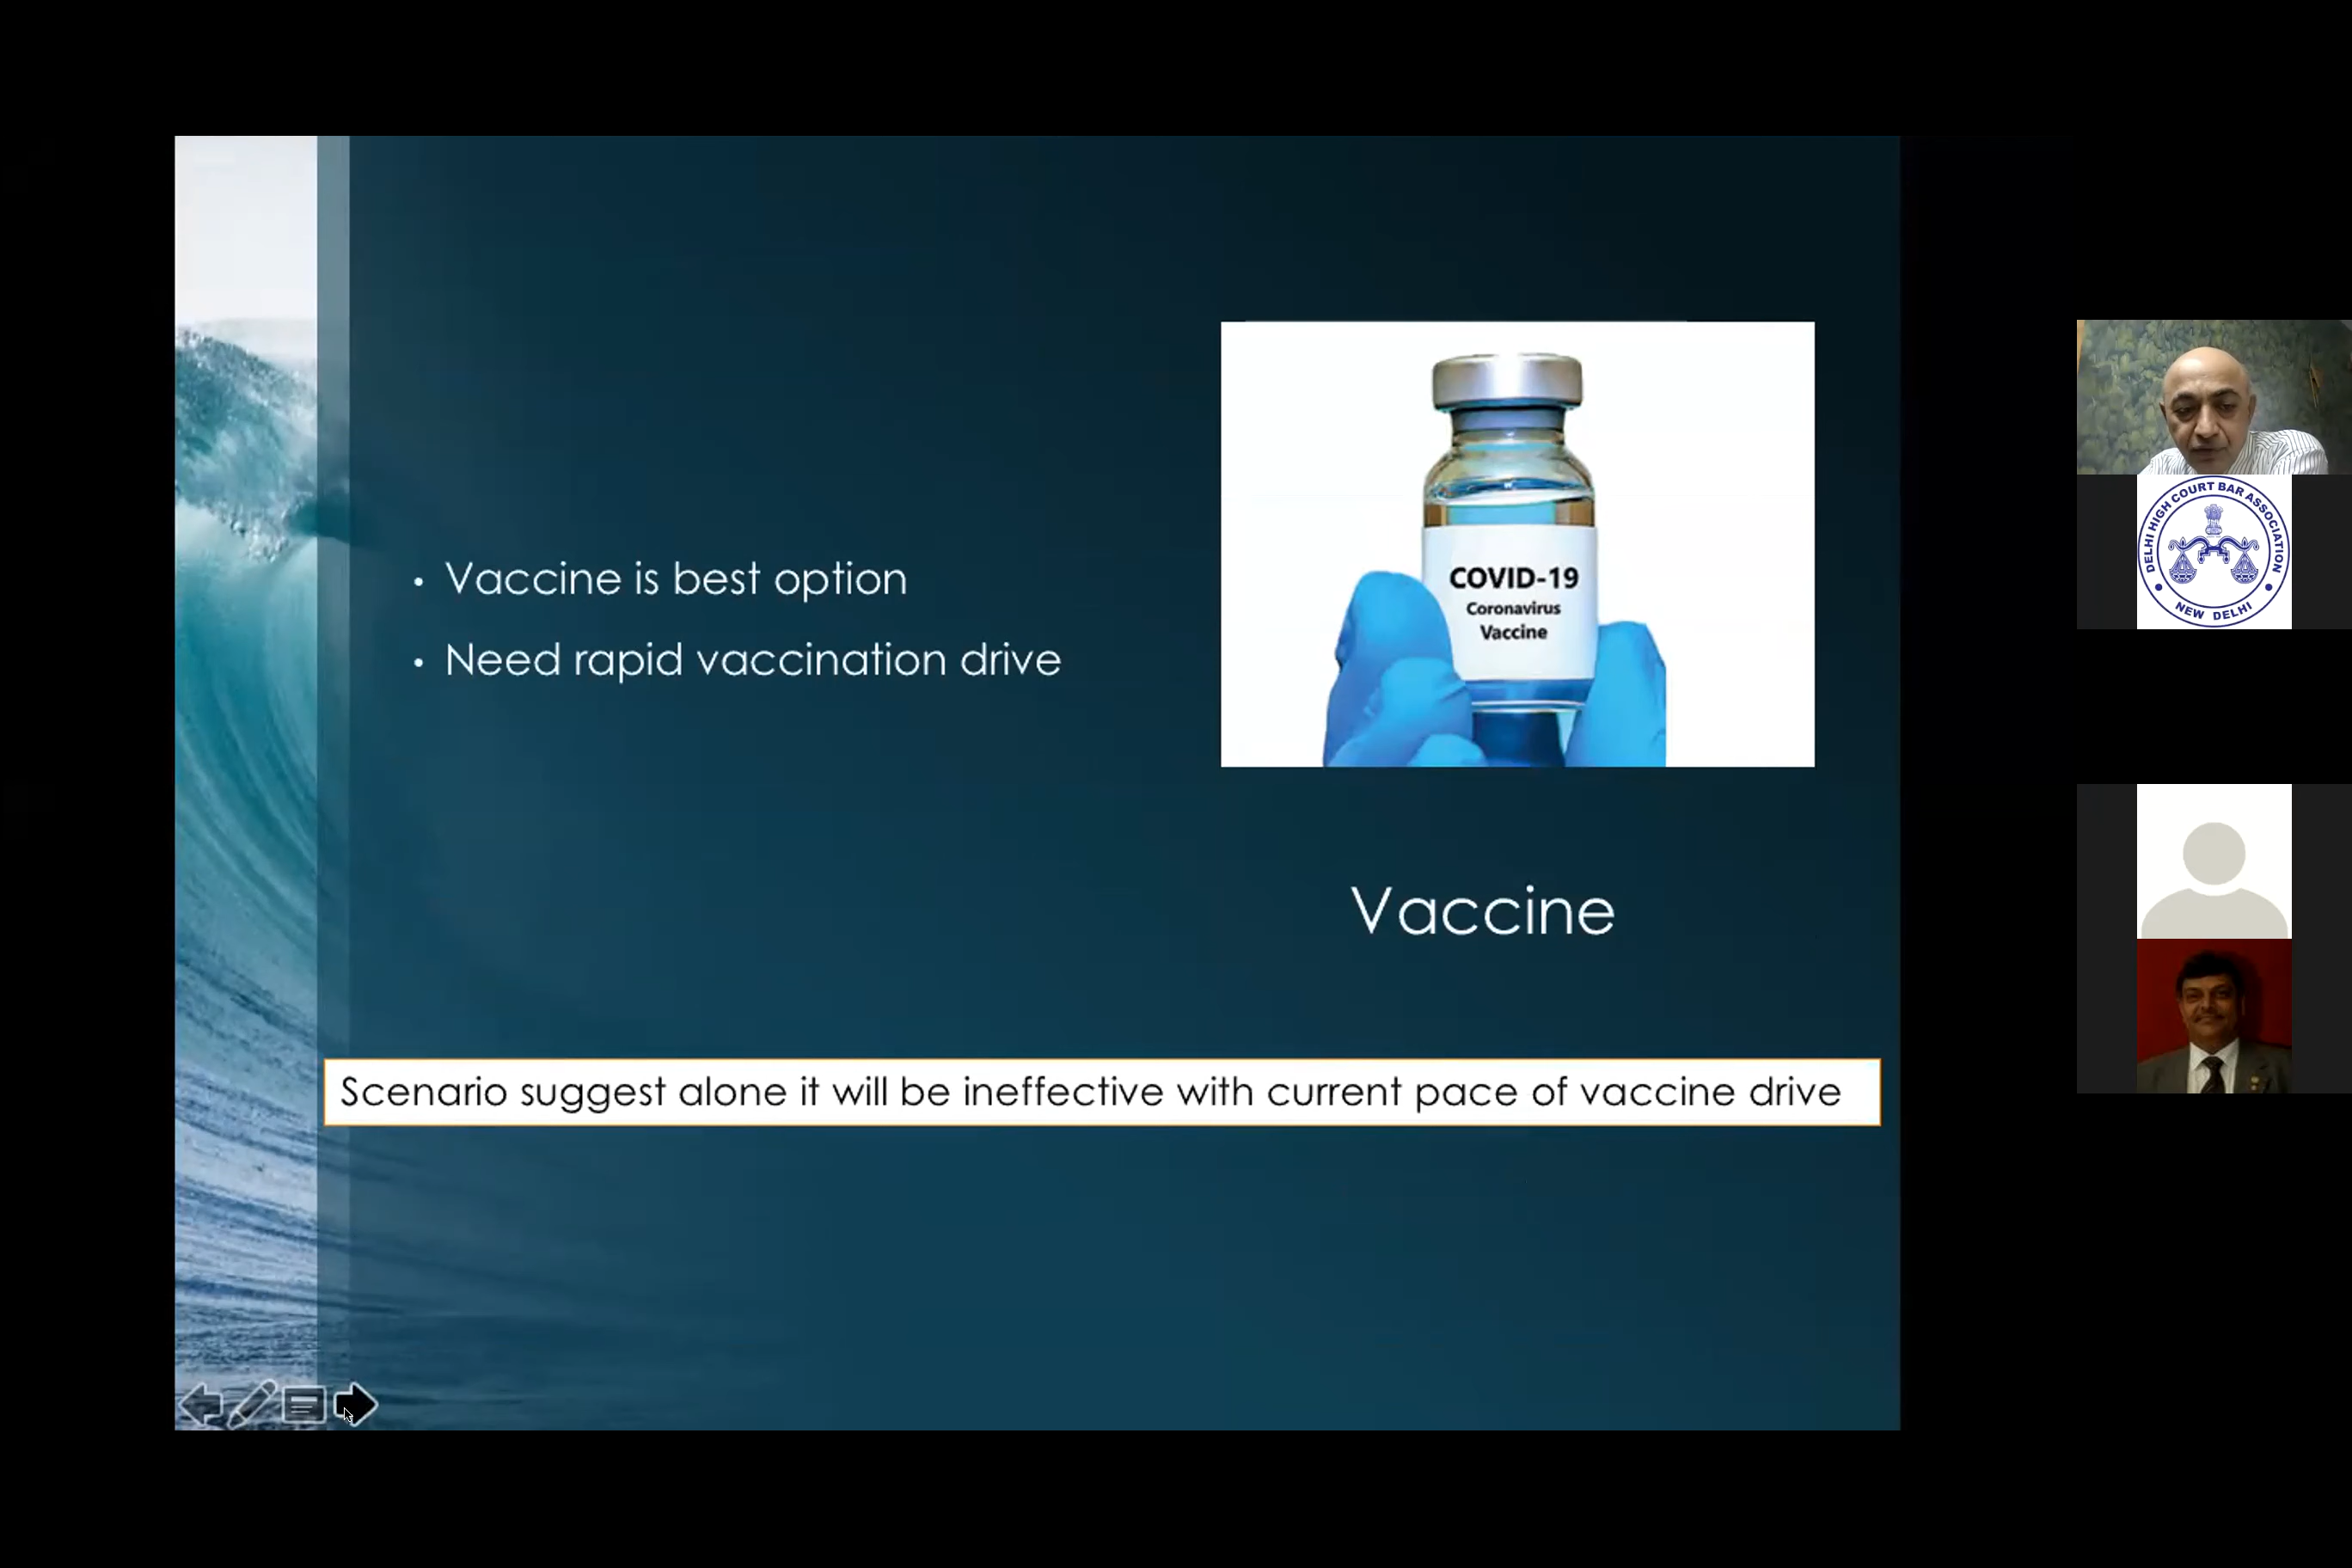 • Vaccine is best option
• Need rapid vaccination drive
COVID-19
Coronavirus
Vaccine
Vaccine
Scenario suggest alone it will be ineffective with current pace of vaccine drive
DELHI HIGH COURT BAR ASSOCIATION
NEW DELHI